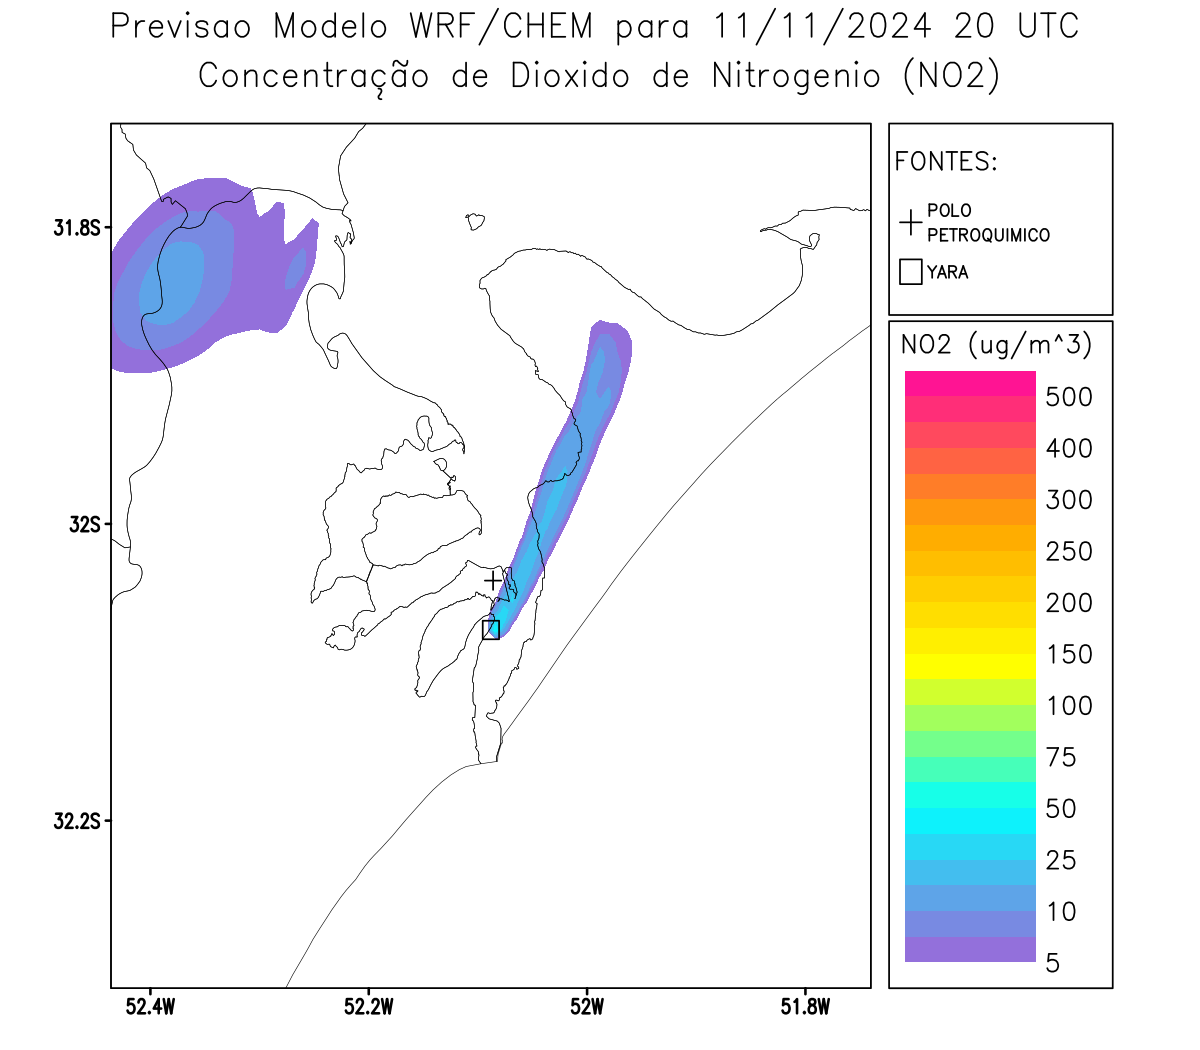 Previsao Modelo WRF/CHEM para 11/11/2024 20 UTC
Concentração de Dioxido de Nitrogenio (NO2)
FONTES:
POLO
PETROQUIMICO
YARA
NO2 (ug/m^3)
500
400
300
250
200
150
100
75
50
25
10
5
31.8S
32S
32.2S
52.4W
52.2W
52W
51.8W